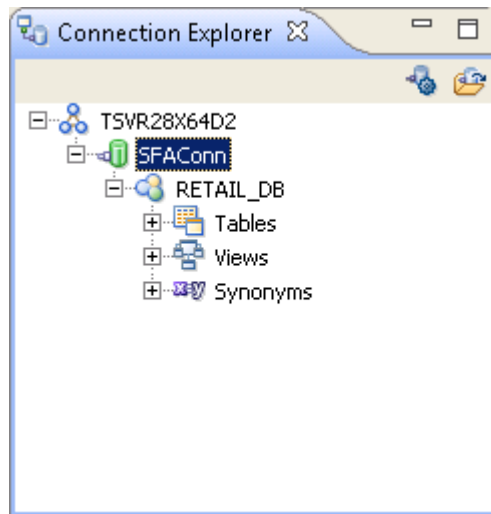 Connection Explorer
TSVR28X64D2
SFAConn
RETAIL_DB
Tables
Views
Synonyms